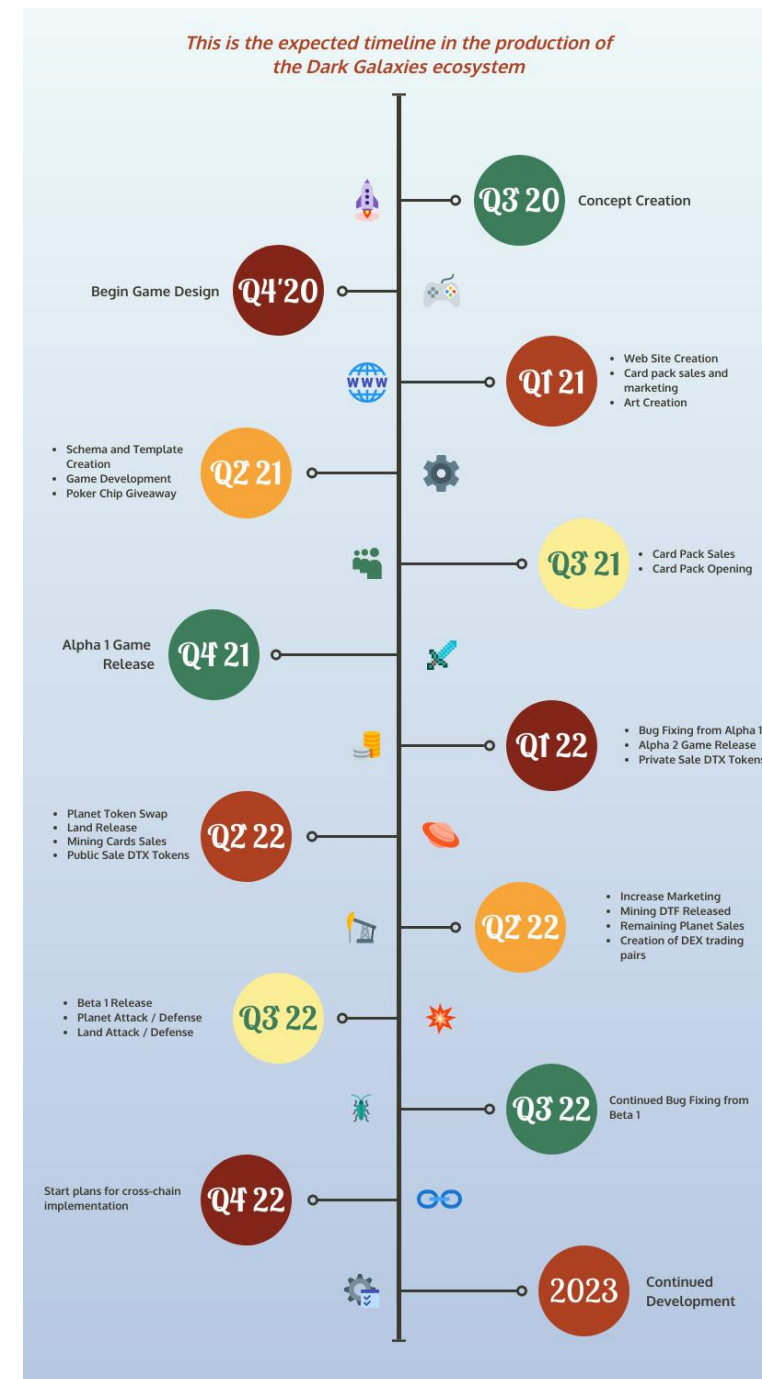 This is the expected timeline in the production of
the Dark Galaxies ecosystem
Q3'20
Concept Creation
Begin Game Design
Q4'20
WWW
Q1'21
• Web Site Creation
• Card pack sales and
marketing
• Art Creation
• Schema and Template
Creation
• Game Development
• Poker Chip Giveaway
Q2'21
Q3'21
• Card Pack Sales
• Card Pack Opening
Alpha 1 Game
Release
Q4'21
Q1'22
• Bug Fixing from Alpha 1
• Alpha 2 Game Release
• Private Sale DTX Tokens
• Planet Token Swap
• Land Release
• Mining Cards Sales
• Public Sale DTX Tokens
Q2'22
Q2'22
• Increase Marketing
• Mining DTF Released
• Remaining Planet Sales
• Creation of DEX trading
pairs
• Beta 1 Release
• Planet Attack / Defense
• Land Attack / Defense
Q3'22
Q3'22
Continued Bug Fixing from
Beta 1
Start plans for cross-chain
implementation
Q4'22
2023
Continued
Development